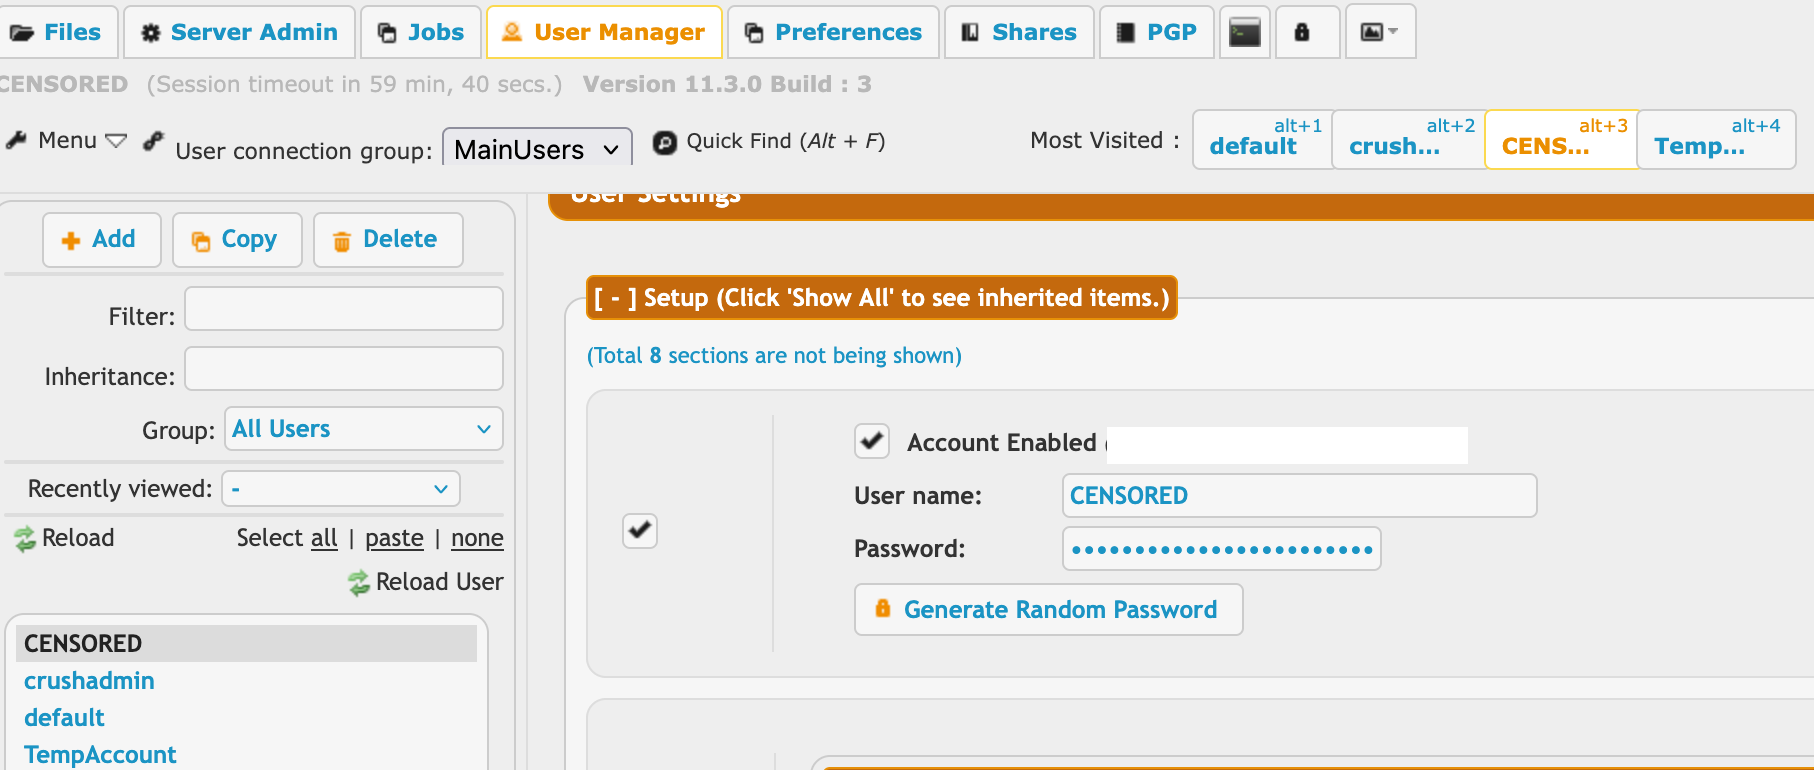 Files Server Admin Jobs User Manager Preferences Shares PGP
CENSORED (Session timeout in 59 min, 40 secs.) Version 11.3.0 Build : 3
Menu User connection group: MainUsers Quick Find (Alt + F) Most Visited : default alt+1 crush... alt+2 CENS... alt+3 Temp... alt+4
User Settings
Add Copy Delete
Filter:
Inheritance:
Group: All Users
Recently viewed: -
Reload Select all | paste | none
Reload User
CENSORED
crushadmin
default
TempAccount
[ - ] Setup (Click 'Show All' to see inherited items.)
(Total 8 sections are not being shown)
Account Enabled (
User name: CENSORED
Password: ••••••••••••••••••••••••
Generate Random Password